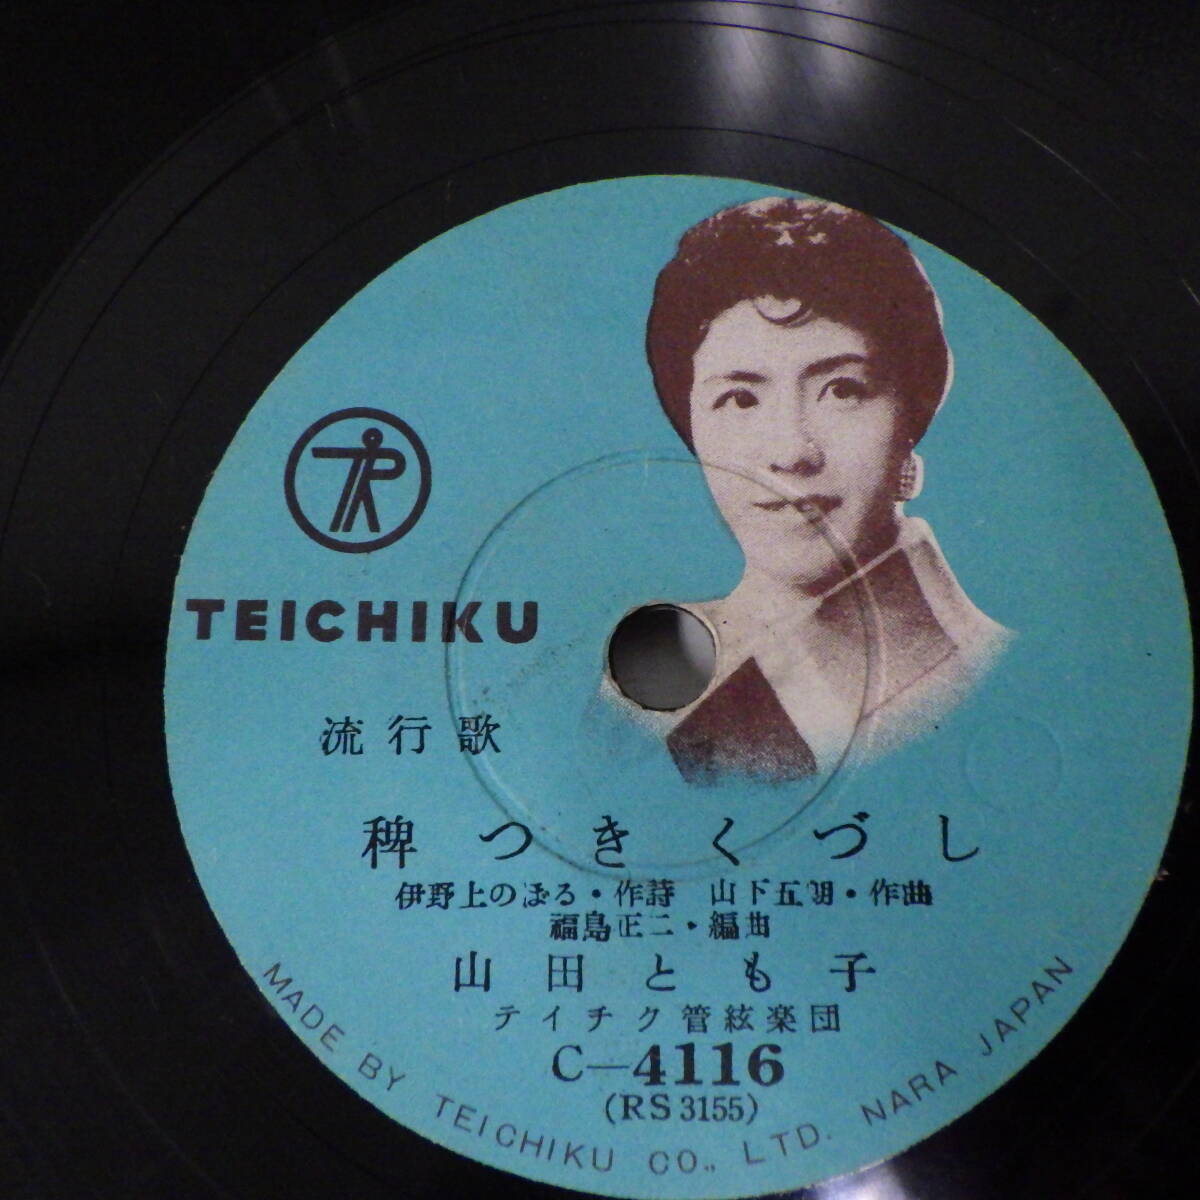 TEICHIKU
流行歌
稗つきくづし
伊野上のぼる・作詩 山下五朗・作曲
福島正二・編曲
山田とも子
テイチク管絃楽団
C-4116
(RS3155)
MADE BY TEICHIKU CO., LTD. NARA JAPAN